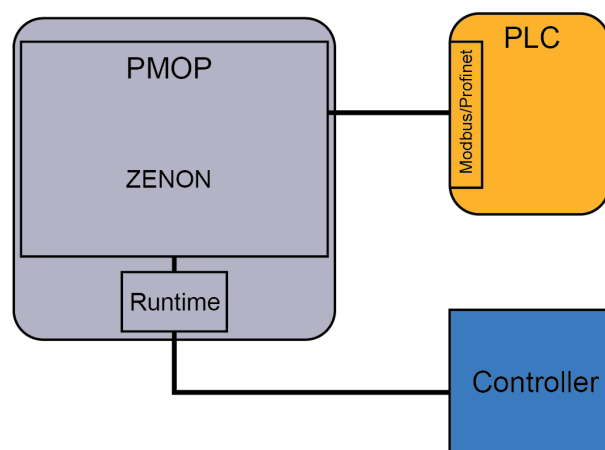 PMOP
ZENON
Runtime
PLC
Modbus/Profinet
Controller